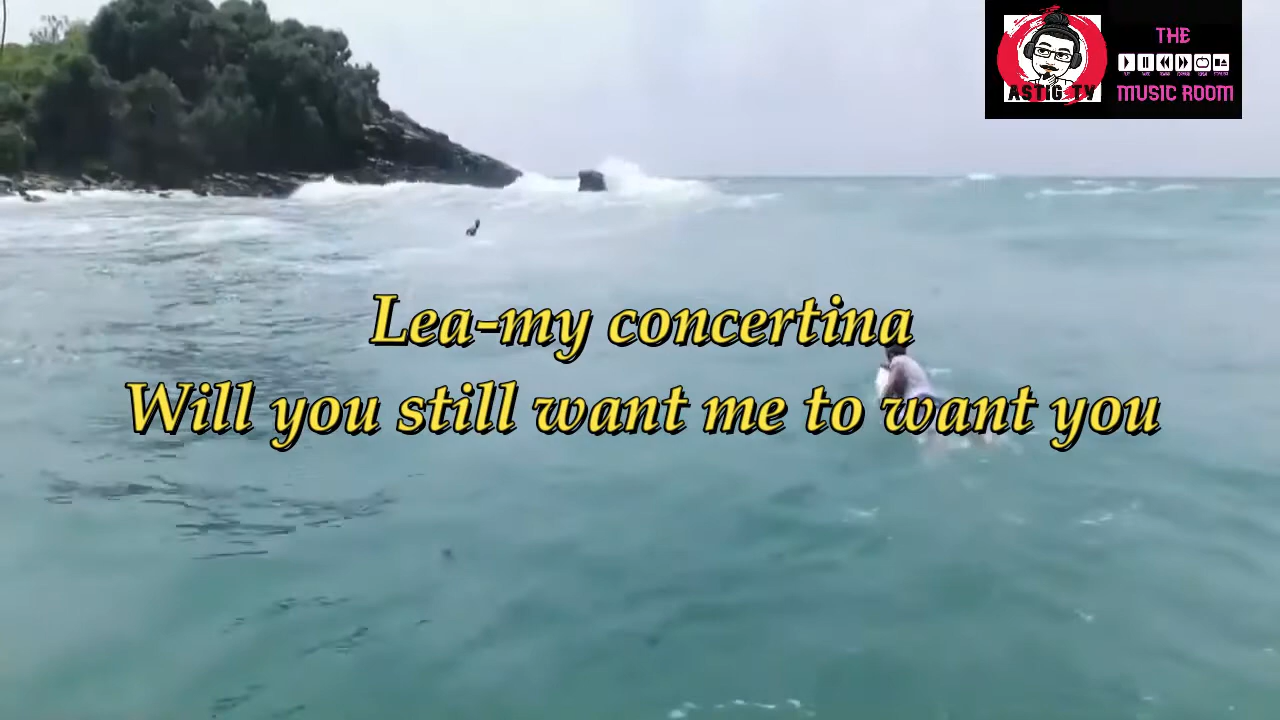 THE
ASTIG TV
MUSIC ROOM
Lea-my concertina
Will you still want me to want you